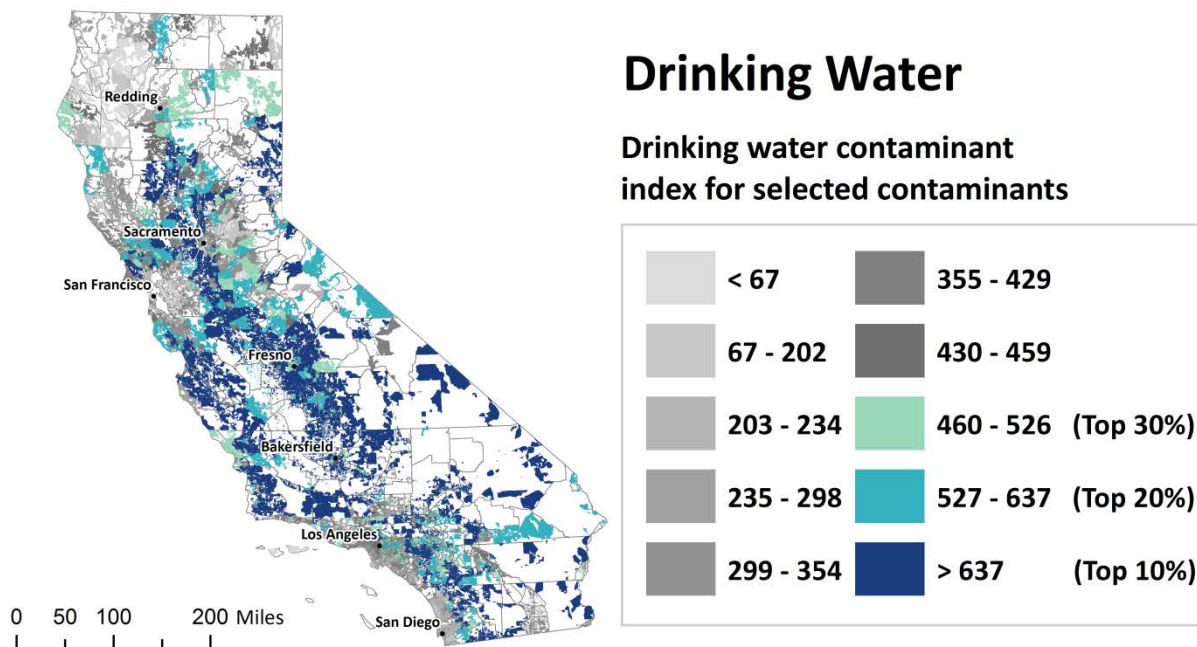 Drinking Water
Drinking water contaminant
index for selected contaminants
< 67
67 - 202
203 - 234
235 - 298
299 - 354
355 - 429
430 - 459
460 - 526 (Top 30%)
527 - 637 (Top 20%)
> 637 (Top 10%)
Redding
Sacramento
San Francisco
Fresno
Bakersfield
Los Angeles
San Diego
0 50 100 200 Miles